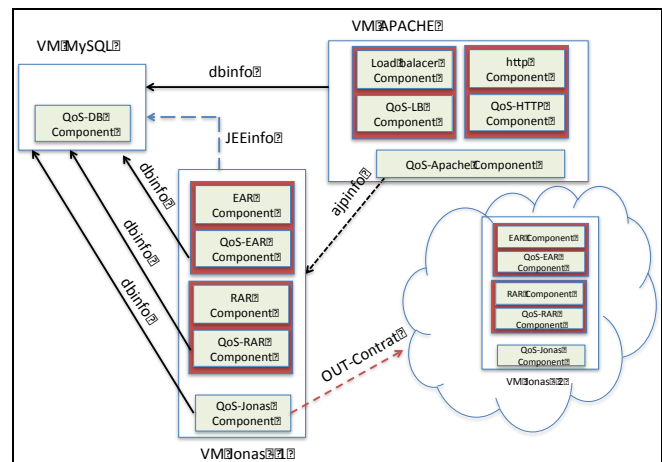 VM MySQL
VM APACHE
QoS-DB
Component
dbinfo
Load balacer
Component
QoS-LB
Component
http
Component
QoS-HTTP
Component
QoS-Apache Component
JEEinfo
ajpinfo
dbinfo
dbinfo
dbinfo
EAR
Component
QoS-EAR
Component
RAR
Component
QoS-RAR
Component
QoS-Jonas
Component
VM Jonas 1
OUT-Contrat
EAR Component
QoS-EAR
Component
RAR Component
QoS-RAR
Component
QoS-Jonas
Component
VM Jonas 2